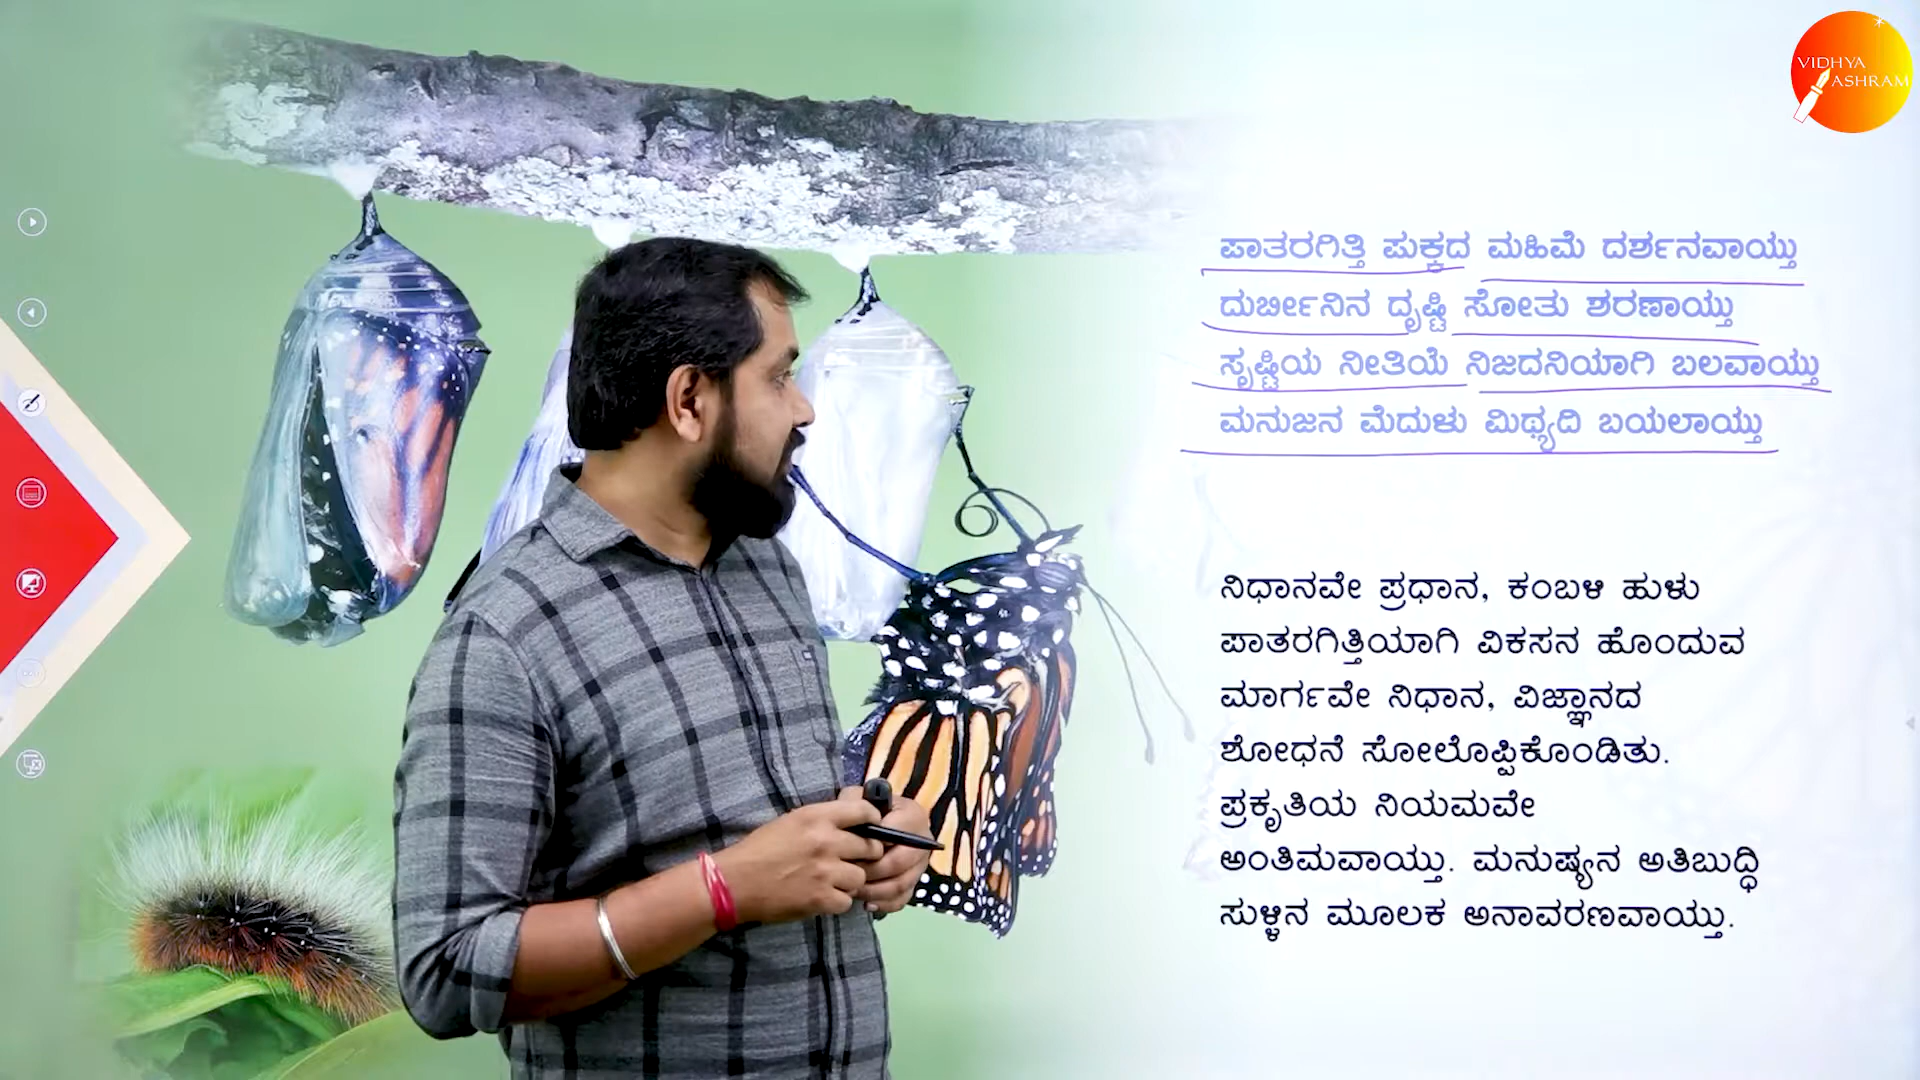 VIDHYA
ASHRAM
ಪಾತರಗಿತ್ತಿ ಪುಕ್ಕದ ಮಹಿಮೆ ದರ್ಶನವಾಯ್ತು
ದುರ್ಬೀನಿನ ದೃಷ್ಟಿ ಸೋತು ಶರಣಾಯ್ತು
ಸೃಷ್ಟಿಯ ನೀತಿಯೆ ನಿಜದನಿಯಾಗಿ ಬಲವಾಯ್ತು
ಮನುಜನ ಮೆದುಳು ಮಿಥ್ಯದಿ ಬಯಲಾಯ್ತು
ನಿಧಾನವೇ ಪ್ರಧಾನ, ಕಂಬಳಿ ಹುಳು
ಪಾತರಗಿತ್ತಿಯಾಗಿ ವಿಕಸನ ಹೊಂದುವ
ಮಾರ್ಗವೇ ನಿಧಾನ, ವಿಜ್ಞಾನದ
ಶೋಧನೆ ಸೋಲೊಪ್ಪಿಕೊಂಡಿತು.
ಪ್ರಕೃತಿಯ ನಿಯಮವೇ
ಅಂತಿಮವಾಯ್ತು. ಮನುಷ್ಯನ ಅತಿಬುದ್ಧಿ
ಸುಳ್ಳಿನ ಮೂಲಕ ಅನಾವರಣವಾಯ್ತು.